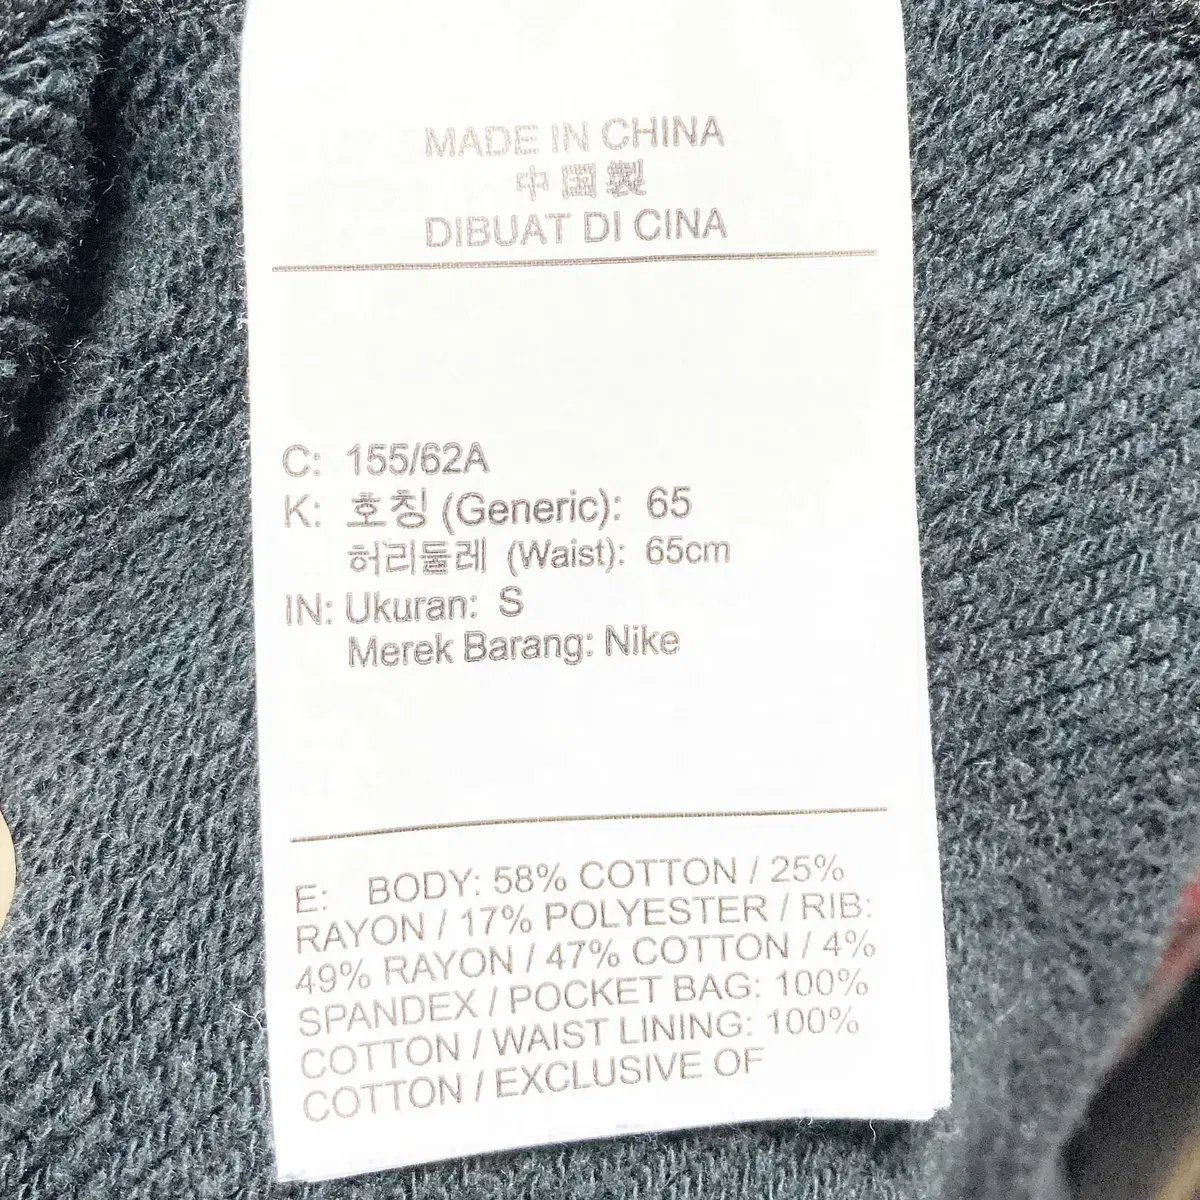 MADE IN CHINA
中国製
DIBUAT DI CINA
C: 155/62A
K: 호칭 (Generic): 65
허리둘레 (Waist): 65cm
IN: Ukuran: S
Merek Barang: Nike
E: BODY: 58% COTTON / 25%
RAYON / 17% POLYESTER / RIB:
49% RAYON / 47% COTTON / 4%
SPANDEX / POCKET BAG: 100%
COTTON / WAIST LINING: 100%
COTTON / EXCLUSIVE OF